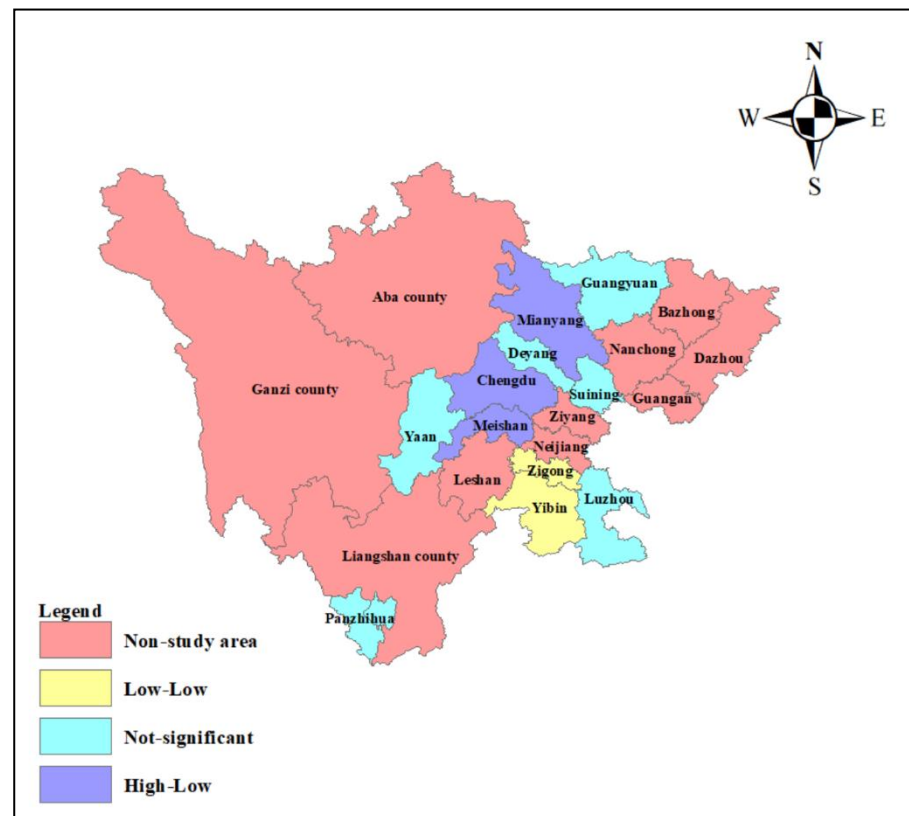 N
W E
S
Aba county
Guangyuan
Bazhong
Mianyang
Nanchong
Deyang
Dazhou
Chengdu
Ganzi county
Suining
Guangan
Ziyang
Meishan
Yaan
Neijiang
Zigong
Leshan
Luzhou
Yibin
Liangshan county
Panzhihua
Legend
Non-study area
Low-Low
Not-significant
High-Low